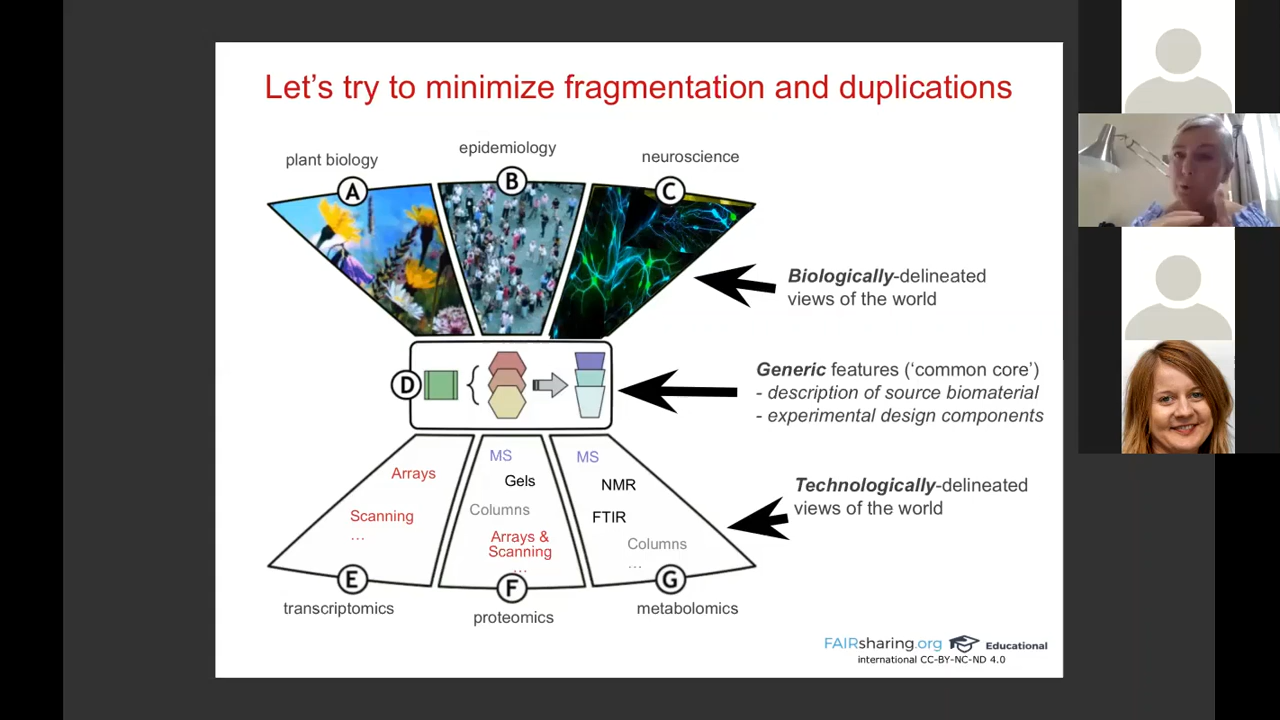 Let's try to minimize fragmentation and duplications
plant biology
epidemiology
neuroscience
A
B
C
Biologically-delineated
views of the world
D
Generic features ('common core')
- description of source biomaterial
- experimental design components
Arrays
Scanning
...
MS
Gels
Columns
Arrays &
Scanning
...
MS
NMR
FTIR
Columns
...
Technologically-delineated
views of the world
E
F
G
transcriptomics
proteomics
metabolomics
FAIRsharing.org Educational
international CC-BY-NC-ND 4.0